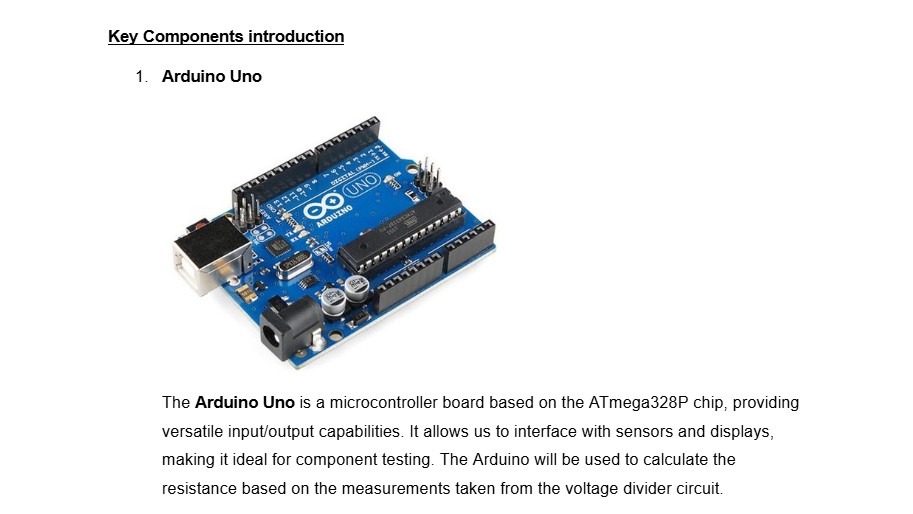 Key Components introduction
1. Arduino Uno
DIGITAL (PWM~)
UNO
ARDUINO
The Arduino Uno is a microcontroller board based on the ATmega328P chip, providing
versatile input/output capabilities. It allows us to interface with sensors and displays,
making it ideal for component testing. The Arduino will be used to calculate the
resistance based on the measurements taken from the voltage divider circuit.